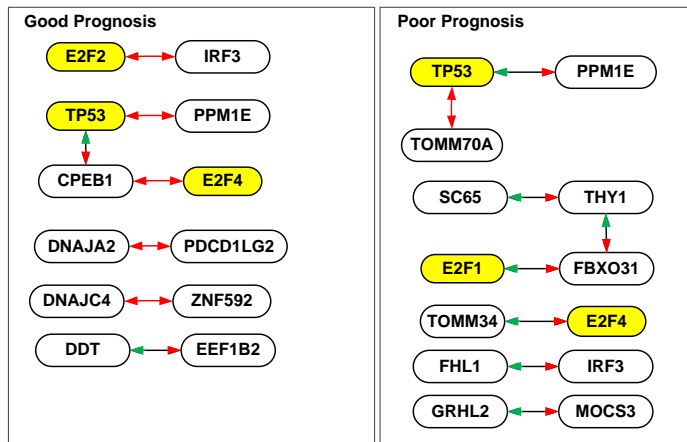 Good Prognosis
E2F2 IRF3
TP53 PPM1E
CPEB1 E2F4
DNAJA2 PDCD1LG2
DNAJC4 ZNF592
DDT EEF1B2
Poor Prognosis
TP53 PPM1E
TOMM70A
SC65 THY1
E2F1 FBXO31
TOMM34 E2F4
FHL1 IRF3
GRHL2 MOCS3